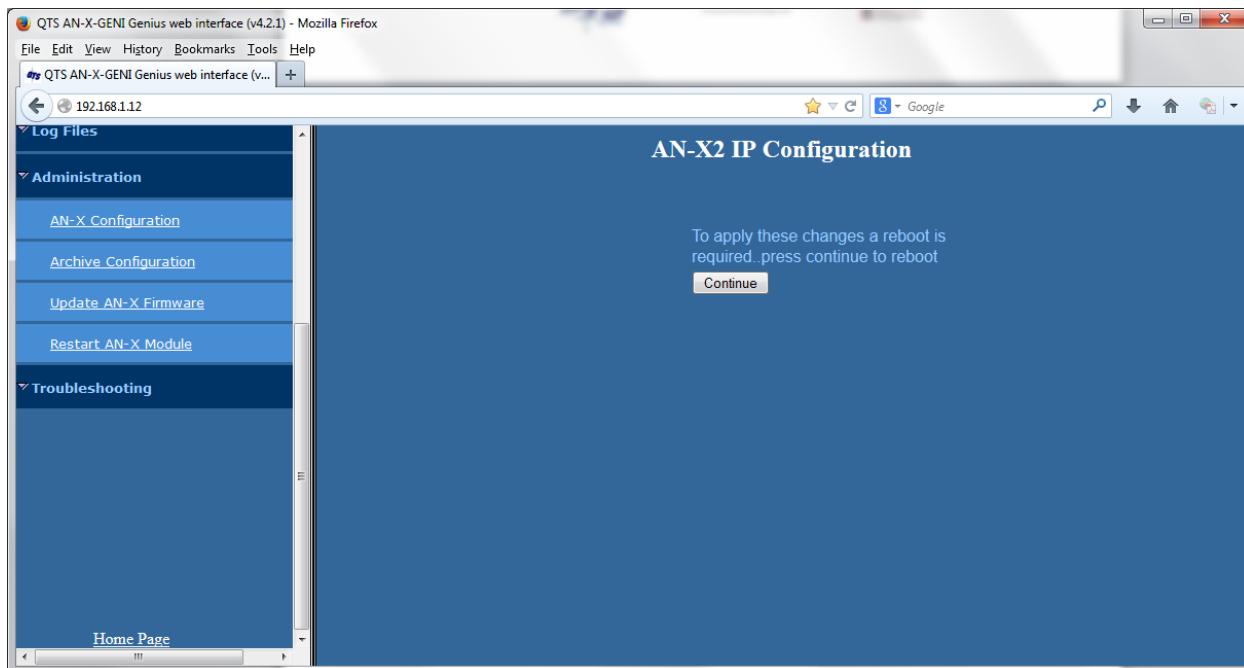 QTS AN-X-GENI Genius web interface (v4.2.1) - Mozilla Firefox
File Edit View History Bookmarks Tools Help
QTS AN-X-GENI Genius web interface (v...
192.168.1.12
Google
Log Files
Administration
AN-X Configuration
Archive Configuration
Update AN-X Firmware
Restart AN-X Module
Troubleshooting
Home Page
AN-X2 IP Configuration
To apply these changes a reboot is
required..press continue to reboot
Continue